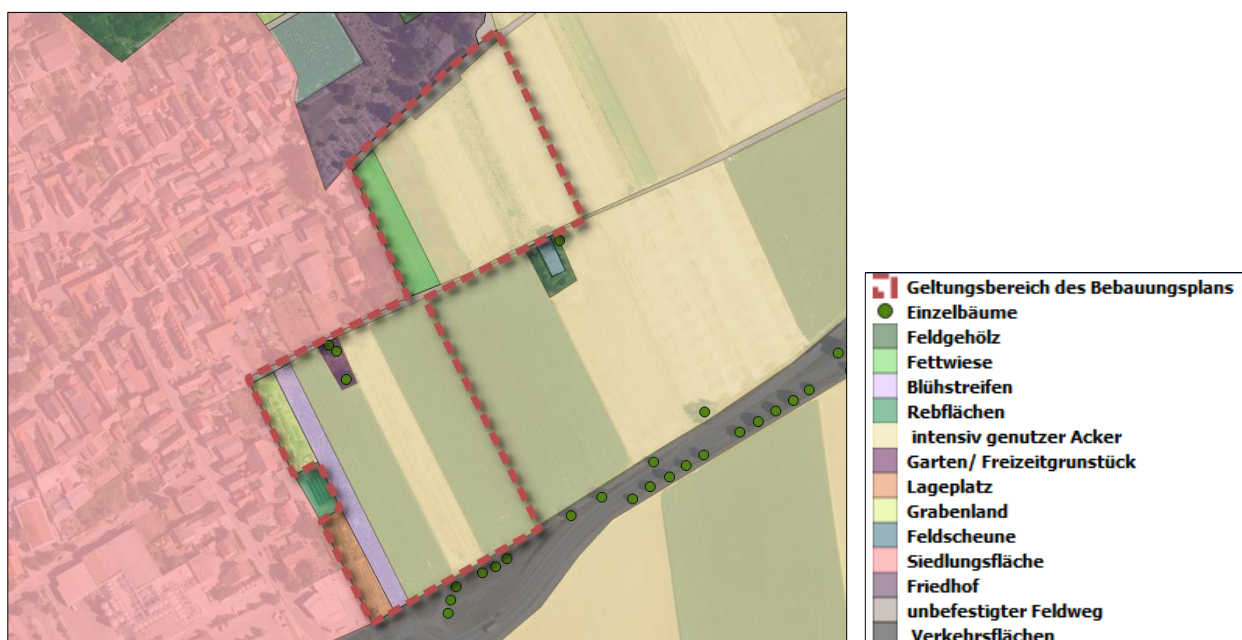 Geltungsbereich des Bebauungsplans
Einzelbäume
Feldgehölz
Fettwiese
Blühstreifen
Rebflächen
intensiv genutzer Acker
Garten/ Freizeitgrunstück
Lageplatz
Grabenland
Feldscheune
Siedlungsfläche
Friedhof
unbefestigter Feldweg
Verkehrsflächen